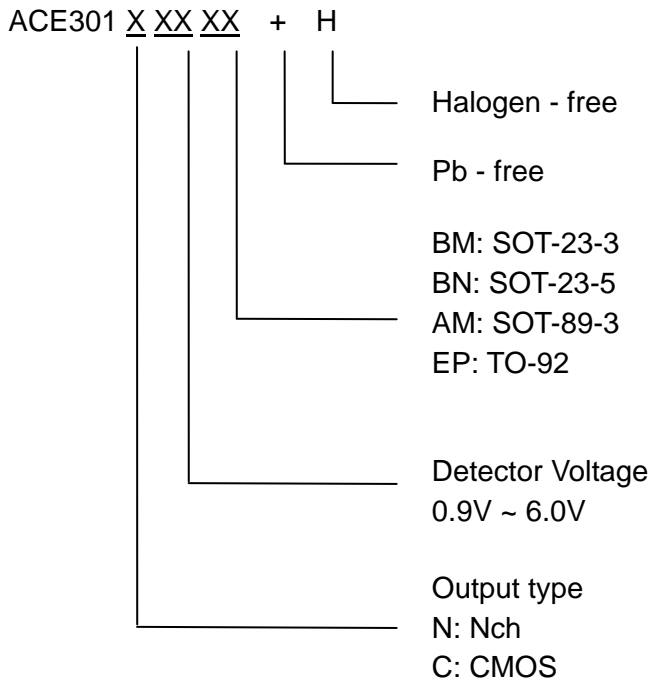 ACE301 X XX XX + H
Halogen - free
Pb - free
BM: SOT-23-3
BN: SOT-23-5
AM: SOT-89-3
EP: TO-92
Detector Voltage
0.9V ~ 6.0V
Output type
N: Nch
C: CMOS